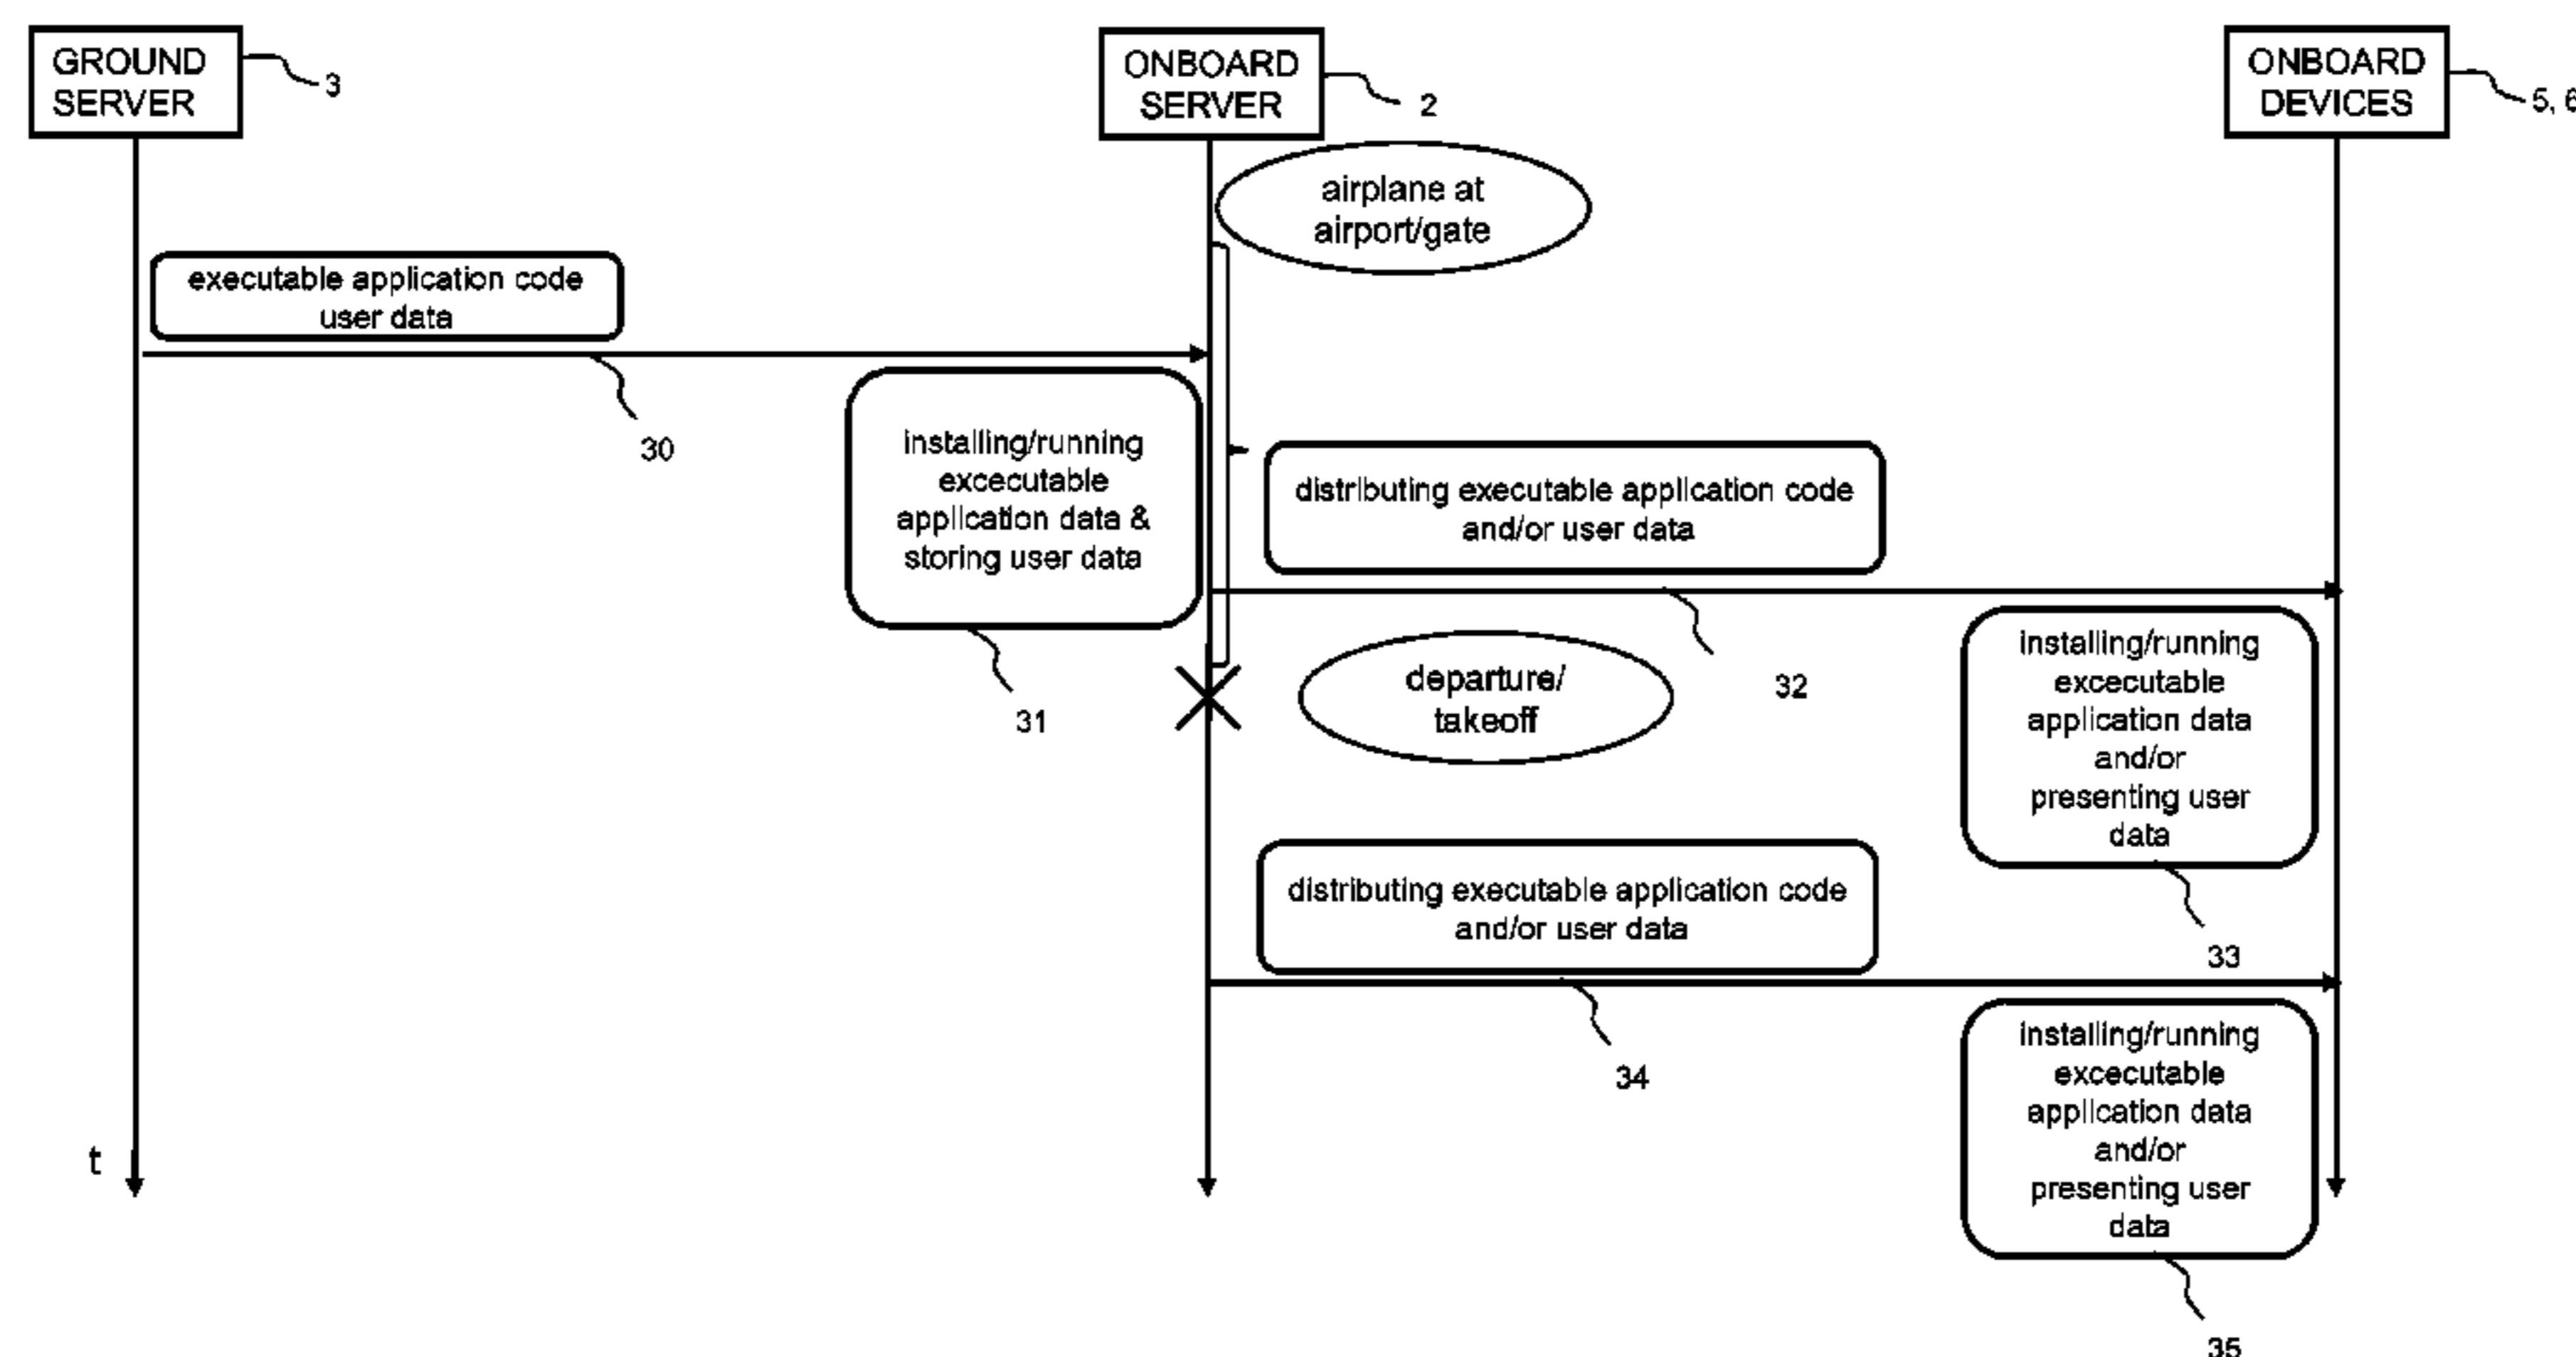 GROUND
SERVER
3
ONBOARD
SERVER
2
ONBOARD
DEVICES
5, 6
airplane at
airport/gate
executable application code
user data
30
installing/running
excecutable
application data &
storing user data
31
distributing executable application code
and/or user data
32
departure/
takeoff
installing/running
excecutable
application data
and/or
presenting user
data
33
distributing executable application code
and/or user data
34
installing/running
excecutable
application data
and/or
presenting user
data
35
t